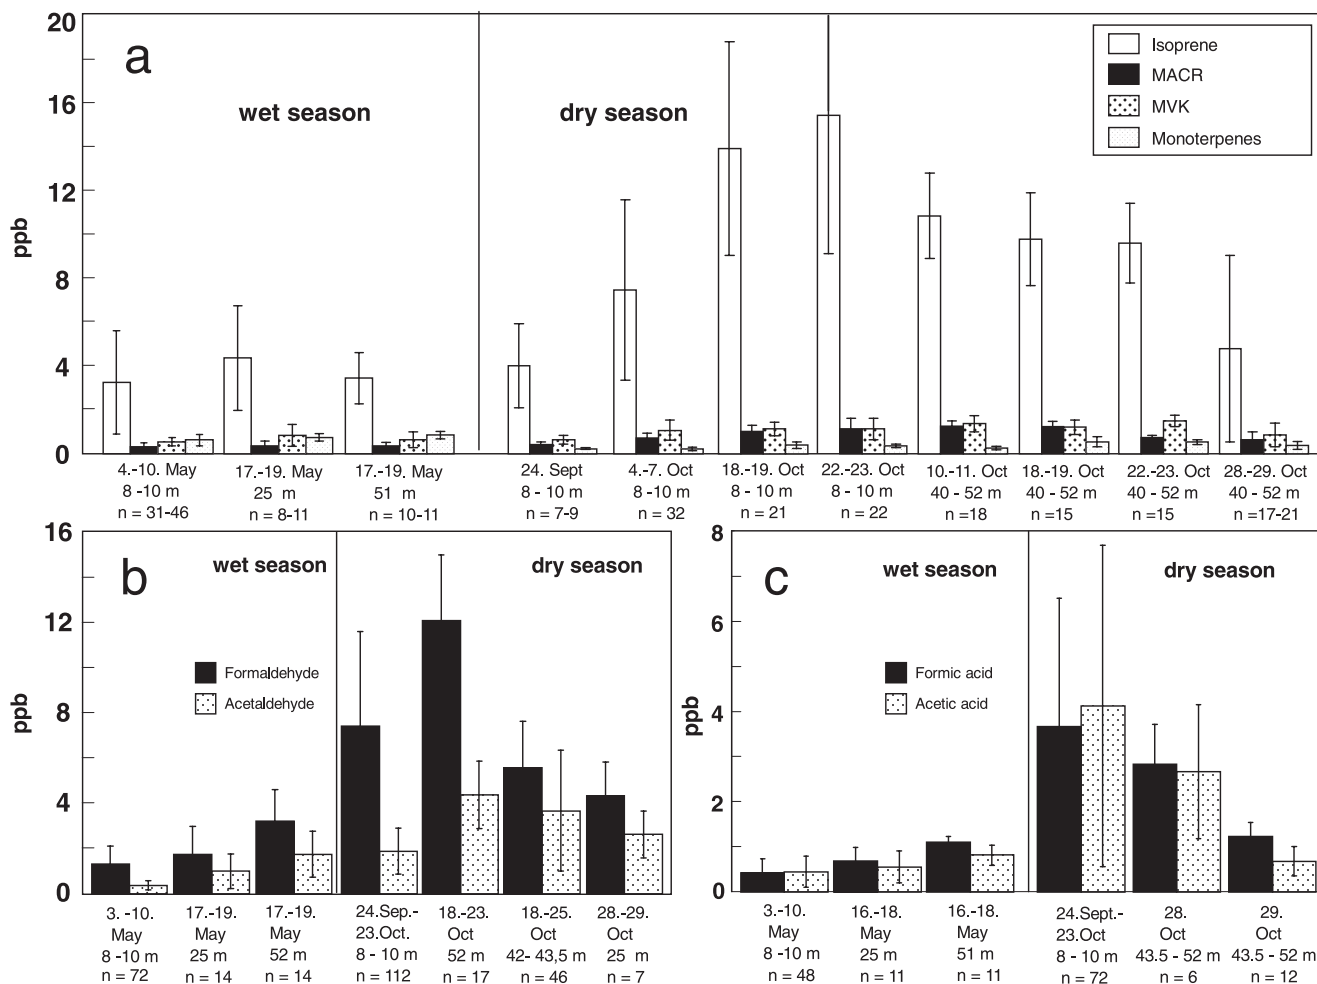 20
16
12
8
4
0
ppb
a
wet season
dry season
Isoprene
MACR
MVK
Monoterpenes
4.-10. May
8 -10 m
n = 31-46
17.-19. May
25 m
n = 8-11
17.-19. May
51 m
n = 10-11
24. Sept
8 - 10 m
n = 7-9
4.-7. Oct
8 - 10 m
n = 32
18.-19. Oct
8 - 10 m
n = 21
22.-23. Oct
8 - 10 m
n = 22
10.-11. Oct
40 - 52 m
n =18
18.-19. Oct
40 - 52 m
n =15
22.-23. Oct
40 - 52 m
n =15
28.-29. Oct
40 - 52 m
n =17-21
16
12
8
4
0
ppb
b
wet season
dry season
Formaldehyde
Acetaldehyde
3. -10.
May
8 -10 m
n = 72
17.-19.
May
25 m
n = 14
17.-19.
May
52 m
n = 14
24.Sep.-
23.Oct.
8 - 10 m
n = 112
18.-23.
Oct
52 m
n = 17
18.-25.
Oct
42- 43,5 m
n = 46
28.-29.
Oct
25 m
n = 7
8
6
4
2
0
ppb
c
wet season
dry season
Formic acid
Acetic acid
3.-10.
May
8 -10 m
n = 48
16.-18.
May
25 m
n = 11
16.-18.
May
51 m
n = 11
24.Sept.-
23.Oct.
8 - 10 m
n = 72
28.
Oct
43.5 - 52 m
n = 6
29.
Oct
43.5 - 52 m
n = 12